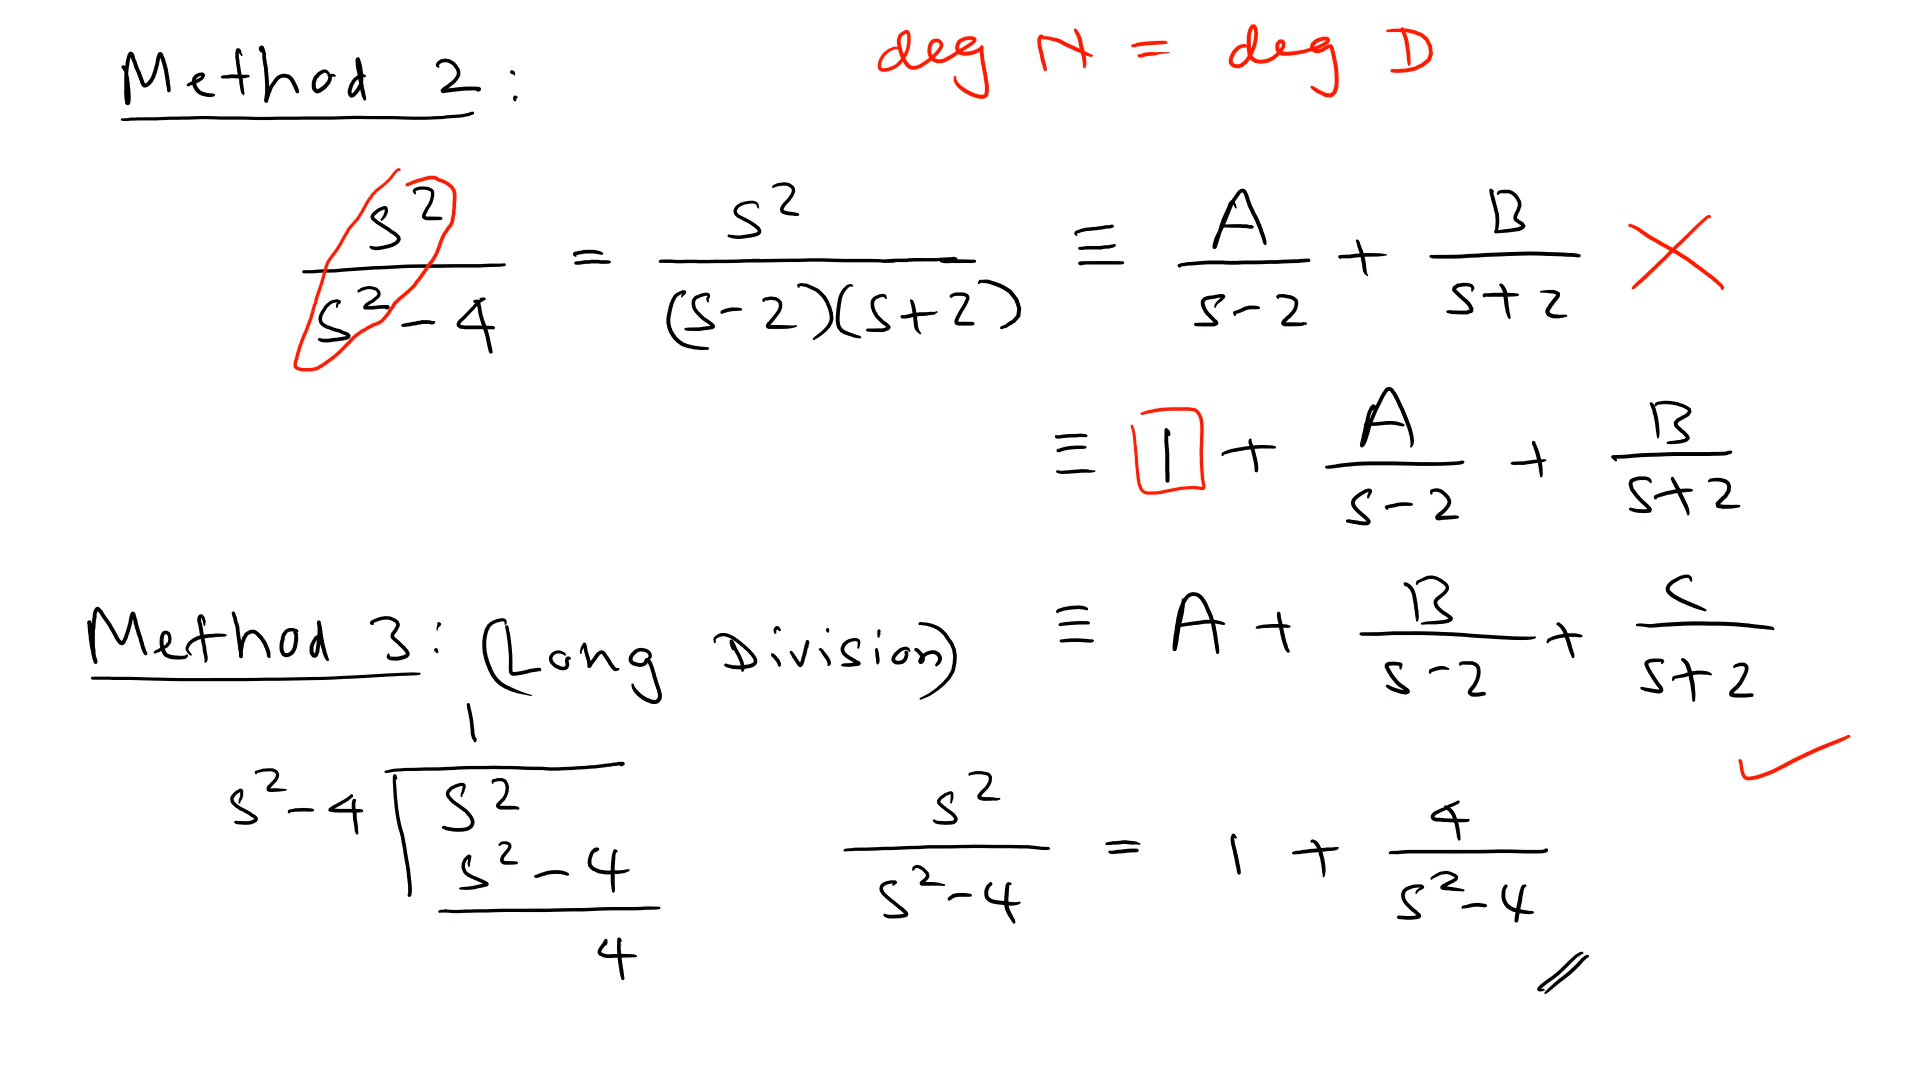 Method 2: deg N = deg D
s²/(s²-4) = s²/((s-2)(s+2)) ≡ A/(s-2) + B/(s+2) ✗
≡ 1 + A/(s-2) + B/(s+2)
Method 3: (Long Division) ≡ A + B/(s-2) + C/(s+2) ✓
1
s²-4 s²
s²-4
4
s²/(s²-4) = 1 + 4/(s²-4) //